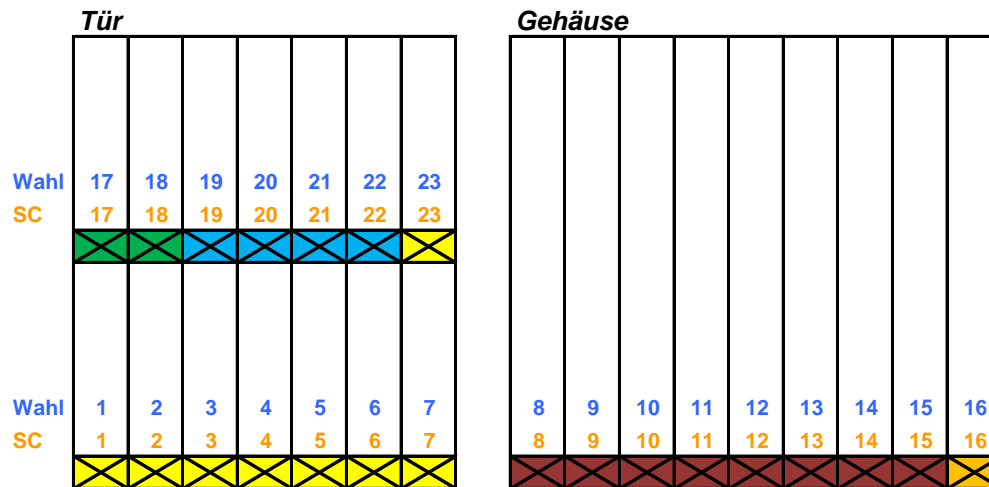 Tür Gehäuse
Wahl 17 18 19 20 21 22 23
SC 17 18 19 20 21 22 23
Wahl 1 2 3 4 5 6 7 8 9 10 11 12 13 14 15 16
SC 1 2 3 4 5 6 7 8 9 10 11 12 13 14 15 16